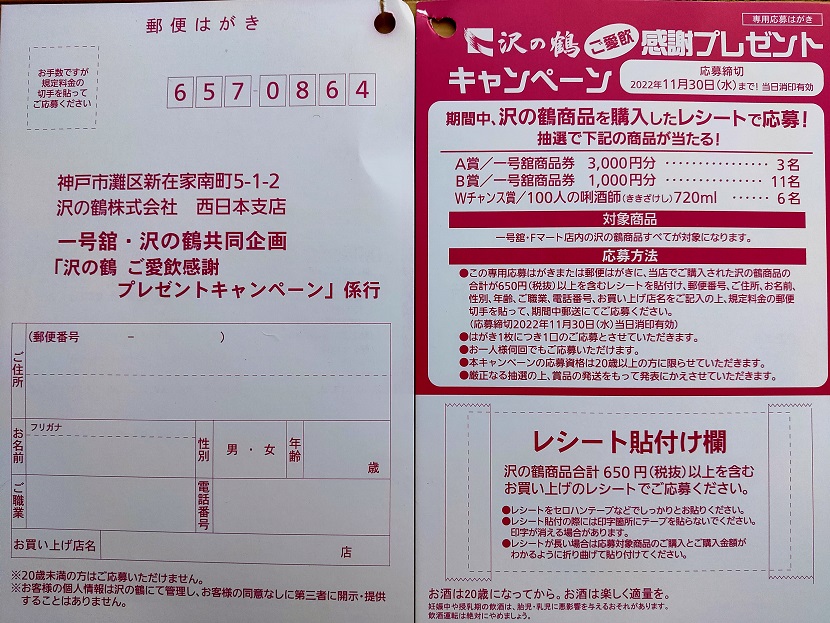 郵便はがき
お手数ですが
規定料金の
切手を貼って
ご応募ください
657-0864
神戸市灘区新在家南町5-1-2
沢の鶴株式会社 西日本支店
一号舘・沢の鶴共同企画
「沢の鶴 ご愛飲感謝
プレゼントキャンペーン」係行
ご住所
(郵便番号 − )
お名前
フリガナ
性別
男・女
年齢
歳
ご職業
電話番号
お買い上げ店名
店
※20歳未満の方はご応募いただけません。
※お客様の個人情報は沢の鶴にて管理し、お客様の同意なしに第三者に開示・提供
することはありません。
専用応募はがき
沢の鶴 ご愛飲 感謝プレゼント
キャンペーン
応募締切
2022年11月30日(水)まで!当日消印有効
期間中、沢の鶴商品を購入したレシートで応募!
抽選で下記の商品が当たる!
A賞/一号舘商品券 3,000円分 ・・・・・・・・・・・・・・・・ 3名
B賞/一号舘商品券 1,000円分 ・・・・・・・・・・・・・・・・ 11名
Wチャンス賞/100人の唎酒師(ききざけし)720ml ・・・・・・ 6名
対象商品
一号舘・Fマート店内の沢の鶴商品すべてが対象になります。
応募方法
●この専用応募はがきまたは郵便はがきに、当店でご購入された沢の鶴商品の
合計が650円(税抜)以上を含むレシートを貼付け、郵便番号、ご住所、お名前、
性別、年齢、ご職業、電話番号、お買い上げ店名をご記入の上、規定料金の郵便
切手を貼って、期間中郵送にてご応募ください。
(応募締切2022年11月30日(水)当日消印有効)
●はがき1枚につき1口のご応募とさせていただきます。
●お一人様何回でもご応募いただけます。
●本キャンペーンの応募資格は20歳以上の方に限らせていただきます。
●厳正なる抽選の上、賞品の発送をもって発表にかえさせていただきます。
レシート貼付け欄
沢の鶴商品合計650円(税抜)以上を含む
お買い上げのレシートでご応募ください。
●レシートをセロハンテープなどでしっかりとお貼りください。
●レシート貼付の際には印字箇所にテープを貼らないでください。
印字が消える場合があります。
●レシートが長い場合は応募対象商品のご購入とご購入金額が
わかるように折り曲げて貼り付けてください。
お酒は20歳になってから。お酒は楽しく適量を。
妊娠中や授乳期の飲酒は、胎児・乳児に悪影響を与えるおそれがあります。
飲酒運転は絶対にやめましょう。